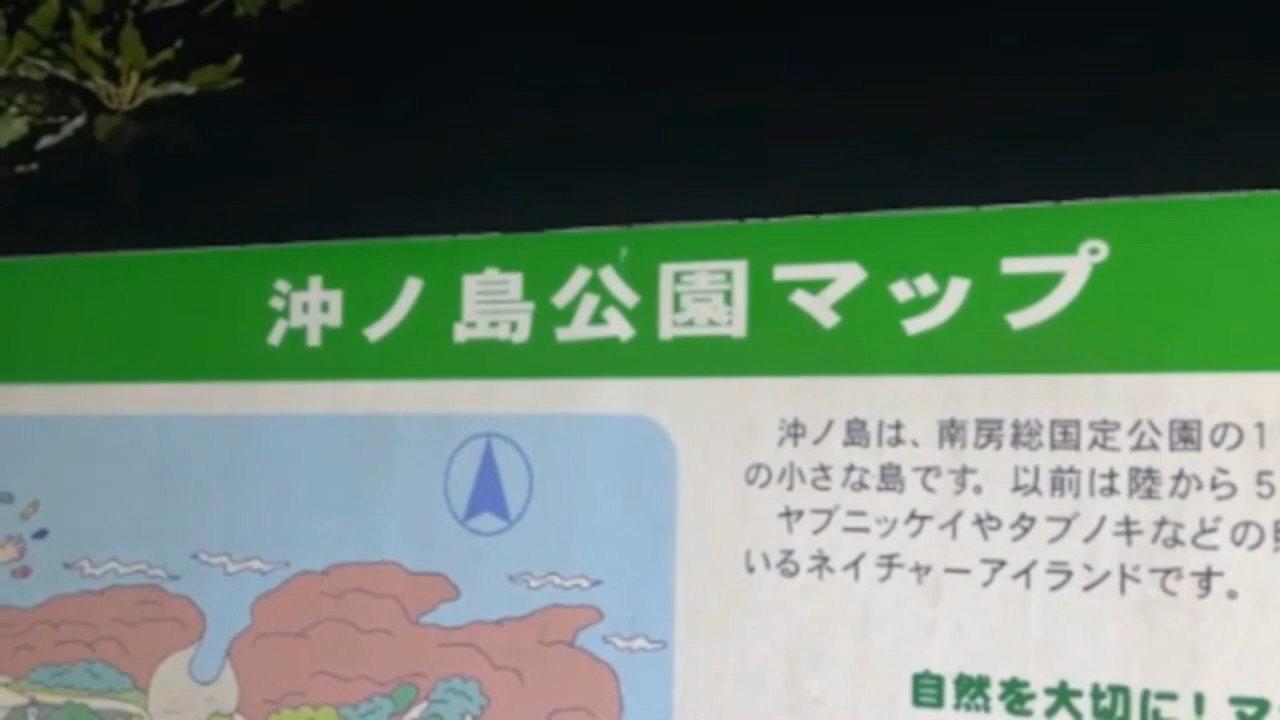 沖ノ島公園マップ
沖ノ島は、南房総国定公園の1
の小さな島です。以前は陸から5
ヤブニッケイやタブノキなどの
いるネイチャーアイランドです。
自然を大切に!マ